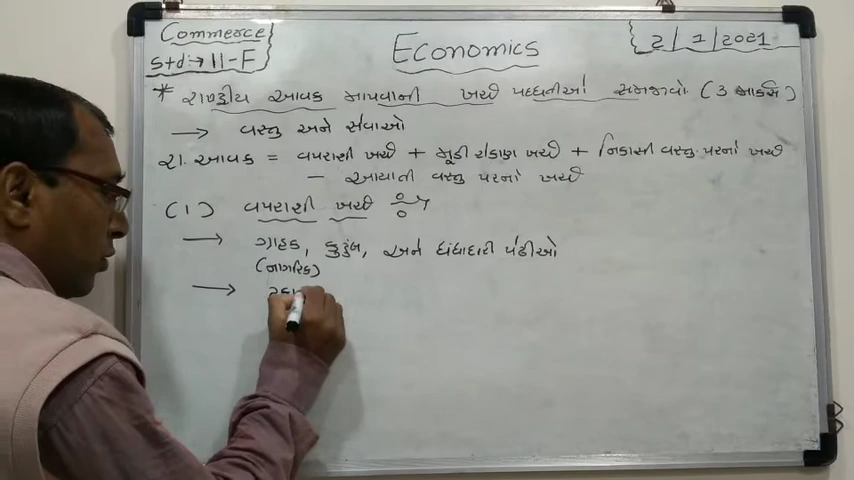 Commerce
Std:→ 11-F
Economics
2/1/2021
* રાષ્ટ્રીય આવક માપવાની ખર્ચ પધ્ધતીઓ સમજાવો. (3 માર્કસ)
→ વસ્તુ અને સેવાઓ
રા. આવક = વપરાશી ખર્ચ + મૂડી રોકાણ ખર્ચ + નિકાસી વસ્તુ પરનો ખર્ચ
− આયાતી વસ્તુ પરનો ખર્ચ
(1) વપરાશી ખર્ચ
→ ગ્રાહક, કુટુંબ, અને ધંધાદારી પેઢીઓ
(નાગરિક)
→